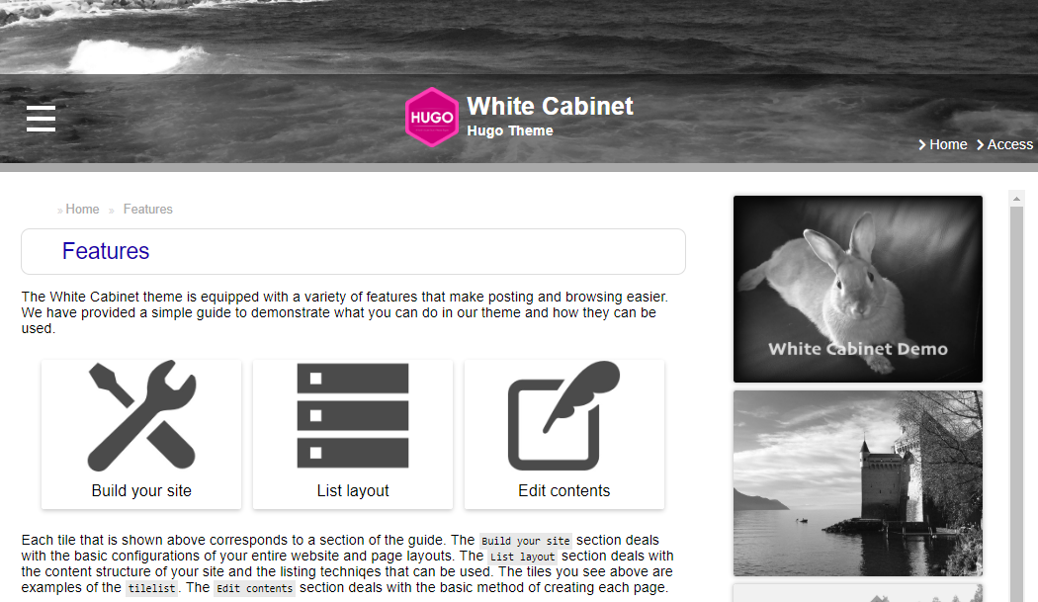 HUGO
White Cabinet
Hugo Theme
Home Access
» Home » Features
Features
The White Cabinet theme is equipped with a variety of features that make posting and browsing easier.
We have provided a simple guide to demonstrate what you can do in our theme and how they can be
used.
White Cabinet Demo
Build your site
List layout
Edit contents
Each tile that is shown above corresponds to a section of the guide. The Build your site section deals
with the basic configurations of your entire website and page layouts. The List layout section deals with
the content structure of your site and the listing techniqes that can be used. The tiles you see above are
examples of the tilelist. The Edit contents section deals with the basic method of creating each page.